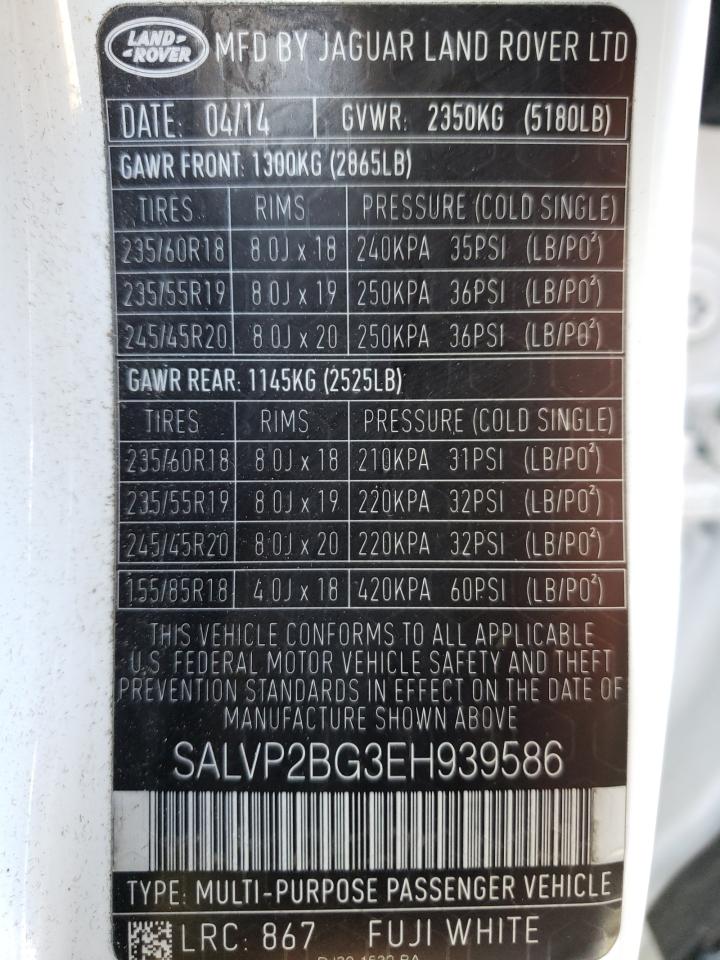 LAND ROVER MFD BY JAGUAR LAND ROVER LTD
DATE: 04/14 GVWR: 2350KG (5180LB)
GAWR FRONT: 1300KG (2865LB)
TIRES RIMS PRESSURE (COLD SINGLE)
235/60R18 8.0J x 18 240KPA 35PSI (LB/PO²)
235/55R19 8.0J x 19 250KPA 36PSI (LB/PO²)
245/45R20 8.0J x 20 250KPA 36PSI (LB/PO²)
GAWR REAR: 1145KG (2525LB)
TIRES RIMS PRESSURE (COLD SINGLE)
235/60R18 8.0J x 18 210KPA 31PSI (LB/PO²)
235/55R19 8.0J x 19 220KPA 32PSI (LB/PO²)
245/45R20 8.0J x 20 220KPA 32PSI (LB/PO²)
155/85R18 4.0J x 18 420KPA 60PSI (LB/PO²)
THIS VEHICLE CONFORMS TO ALL APPLICABLE
U.S. FEDERAL MOTOR VEHICLE SAFETY AND THEFT
PREVENTION STANDARDS IN EFFECT ON THE DATE OF
MANUFACTURE SHOWN ABOVE
SALVP2BG3EH939586
TYPE: MULTI-PURPOSE PASSENGER VEHICLE
LRC: 867 FUJI WHITE